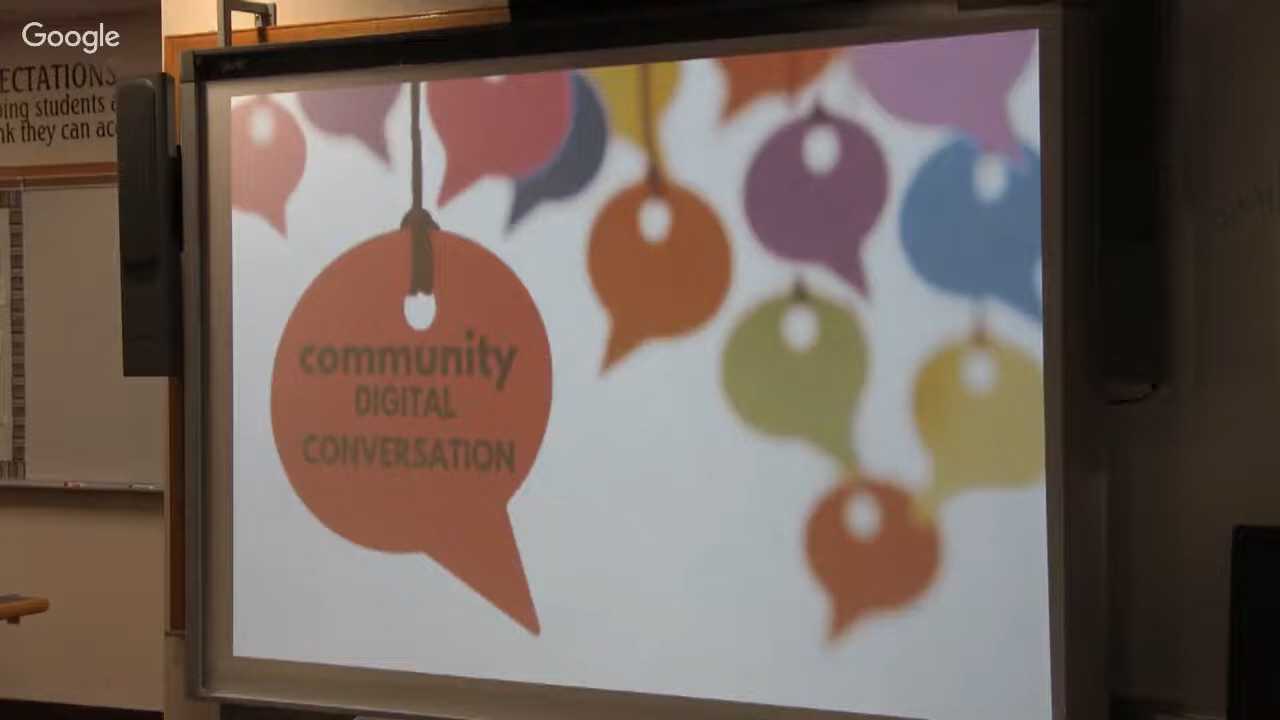 Google
ECTATIONS
ping students a
nk they can ac
community
DIGITAL
CONVERSATION